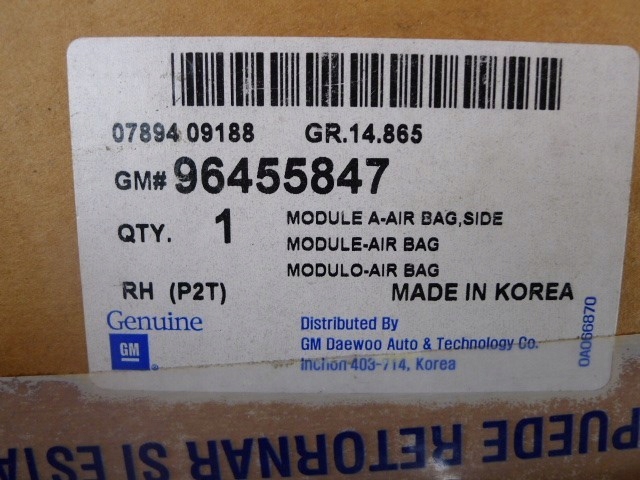 07894 09188 GR.14.865
GM# 96455847
QTY. 1 MODULE A-AIR BAG,SIDE
MODULE-AIR BAG
MODULO-AIR BAG
RH (P2T) MADE IN KOREA
Genuine
GM
Distributed By
GM Daewoo Auto & Technology Co.
Inchon 403-714, Korea
0A066870
PUEDE RETORNAR SI ESTA